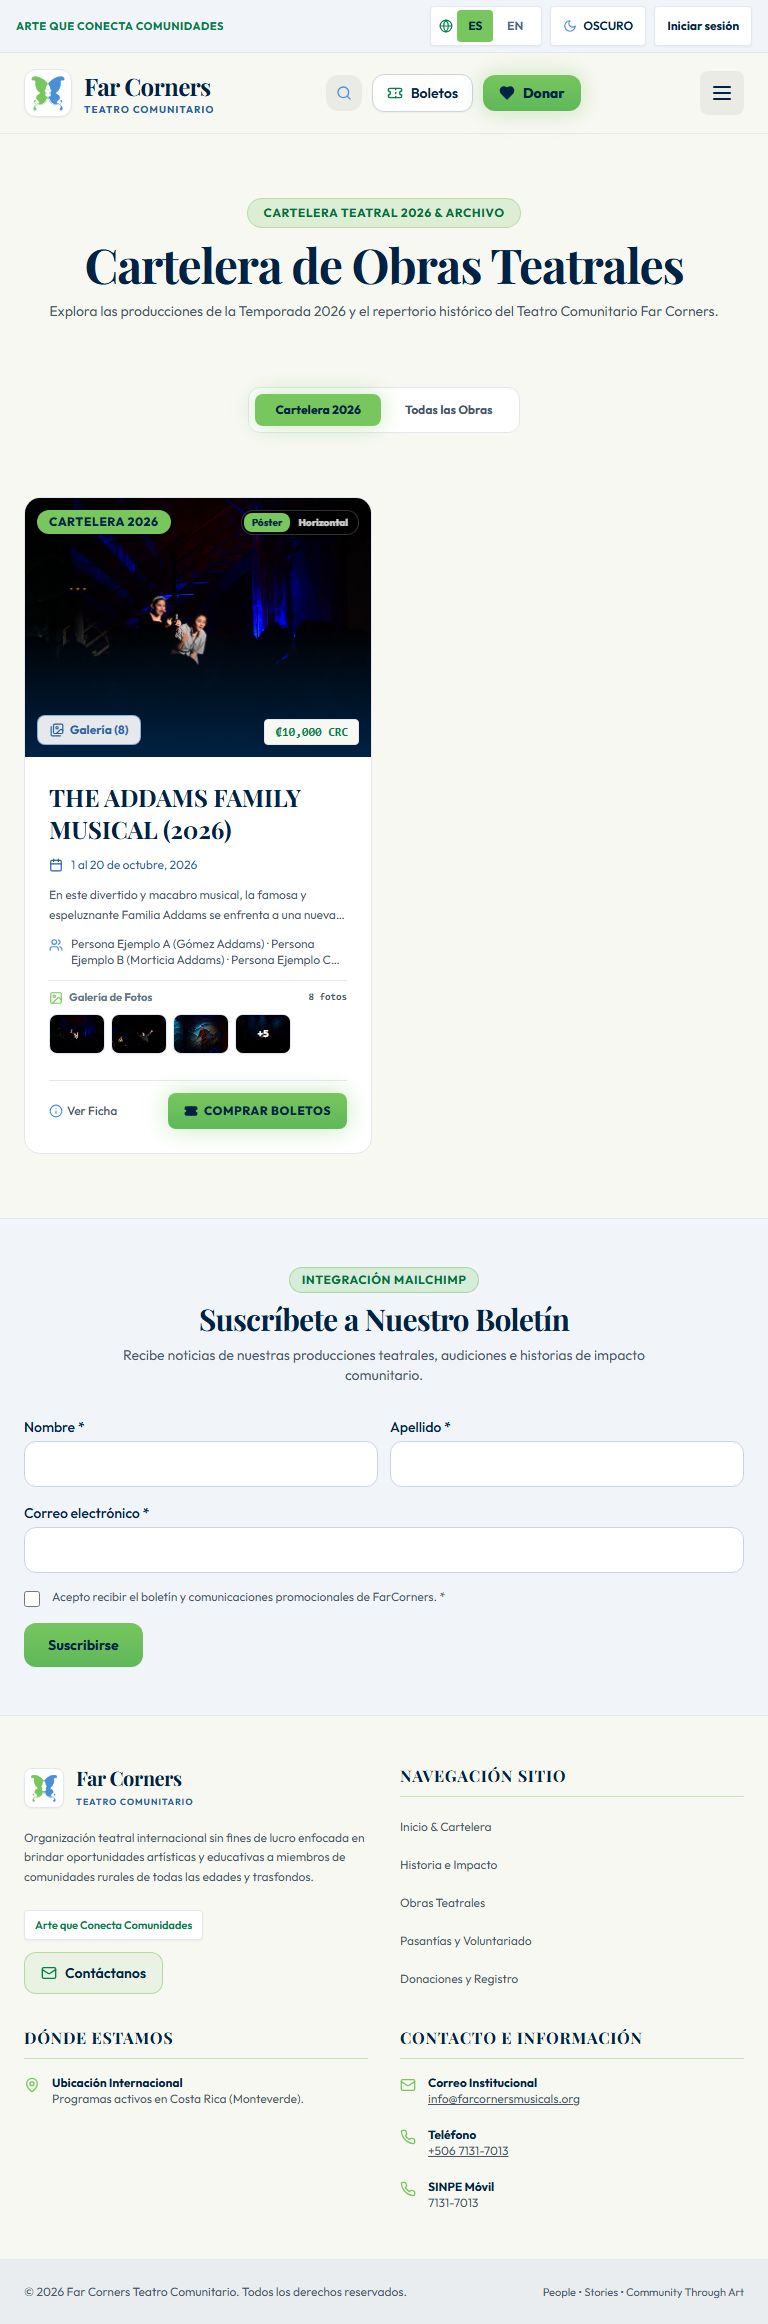 ARTE QUE CONECTA COMUNIDADES
ES
EN
OSCURO
Iniciar sesión
Far Corners
TEATRO COMUNITARIO
Boletos
Donar
CARTELERA TEATRAL 2026 & ARCHIVO
Cartelera de Obras Teatrales
Explora las producciones de la Temporada 2026 y el repertorio histórico del Teatro Comunitario Far Corners.
Cartelera 2026
Todas las Obras
CARTELERA 2026
Póster
Horizontal
Galería (8)
₡10,000 CRC
THE ADDAMS FAMILY
MUSICAL (2026)
1 al 20 de octubre, 2026
En este divertido y macabro musical, la famosa y
espeluznante Familia Addams se enfrenta a una nueva…
Persona Ejemplo A (Gómez Addams) · Persona
Ejemplo B (Morticia Addams) · Persona Ejemplo C…
Galería de Fotos
8 fotos
+5
Ver Ficha
COMPRAR BOLETOS
INTEGRACIÓN MAILCHIMP
Suscríbete a Nuestro Boletín
Recibe noticias de nuestras producciones teatrales, audiciones e historias de impacto
comunitario.
Nombre *
Apellido *
Correo electrónico *
Acepto recibir el boletín y comunicaciones promocionales de FarCorners. *
Suscribirse
Far Corners
TEATRO COMUNITARIO
Organización teatral internacional sin fines de lucro enfocada en
brindar oportunidades artísticas y educativas a miembros de
comunidades rurales de todas las edades y trasfondos.
Arte que Conecta Comunidades
Contáctanos
NAVEGACIÓN SITIO
Inicio & Cartelera
Historia e Impacto
Obras Teatrales
Pasantías y Voluntariado
Donaciones y Registro
DÓNDE ESTAMOS
Ubicación Internacional
Programas activos en Costa Rica (Monteverde).
CONTACTO E INFORMACIÓN
Correo Institucional
info@farcornersmusicals.org
Teléfono
+506 7131-7013
SINPE Móvil
7131-7013
© 2026 Far Corners Teatro Comunitario. Todos los derechos reservados.
People • Stories • Community Through Art